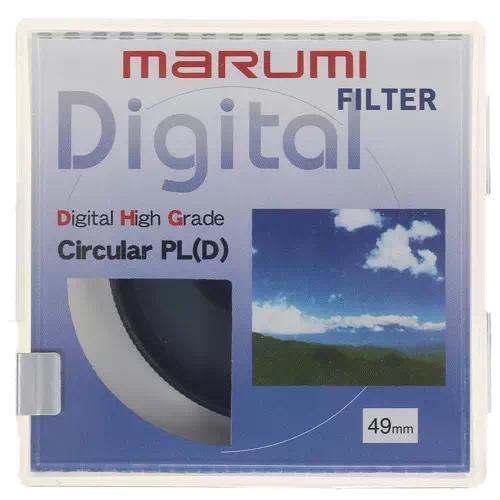 marumi
FILTER
Digital
Digital High Grade
Circular PL(D)
49mm